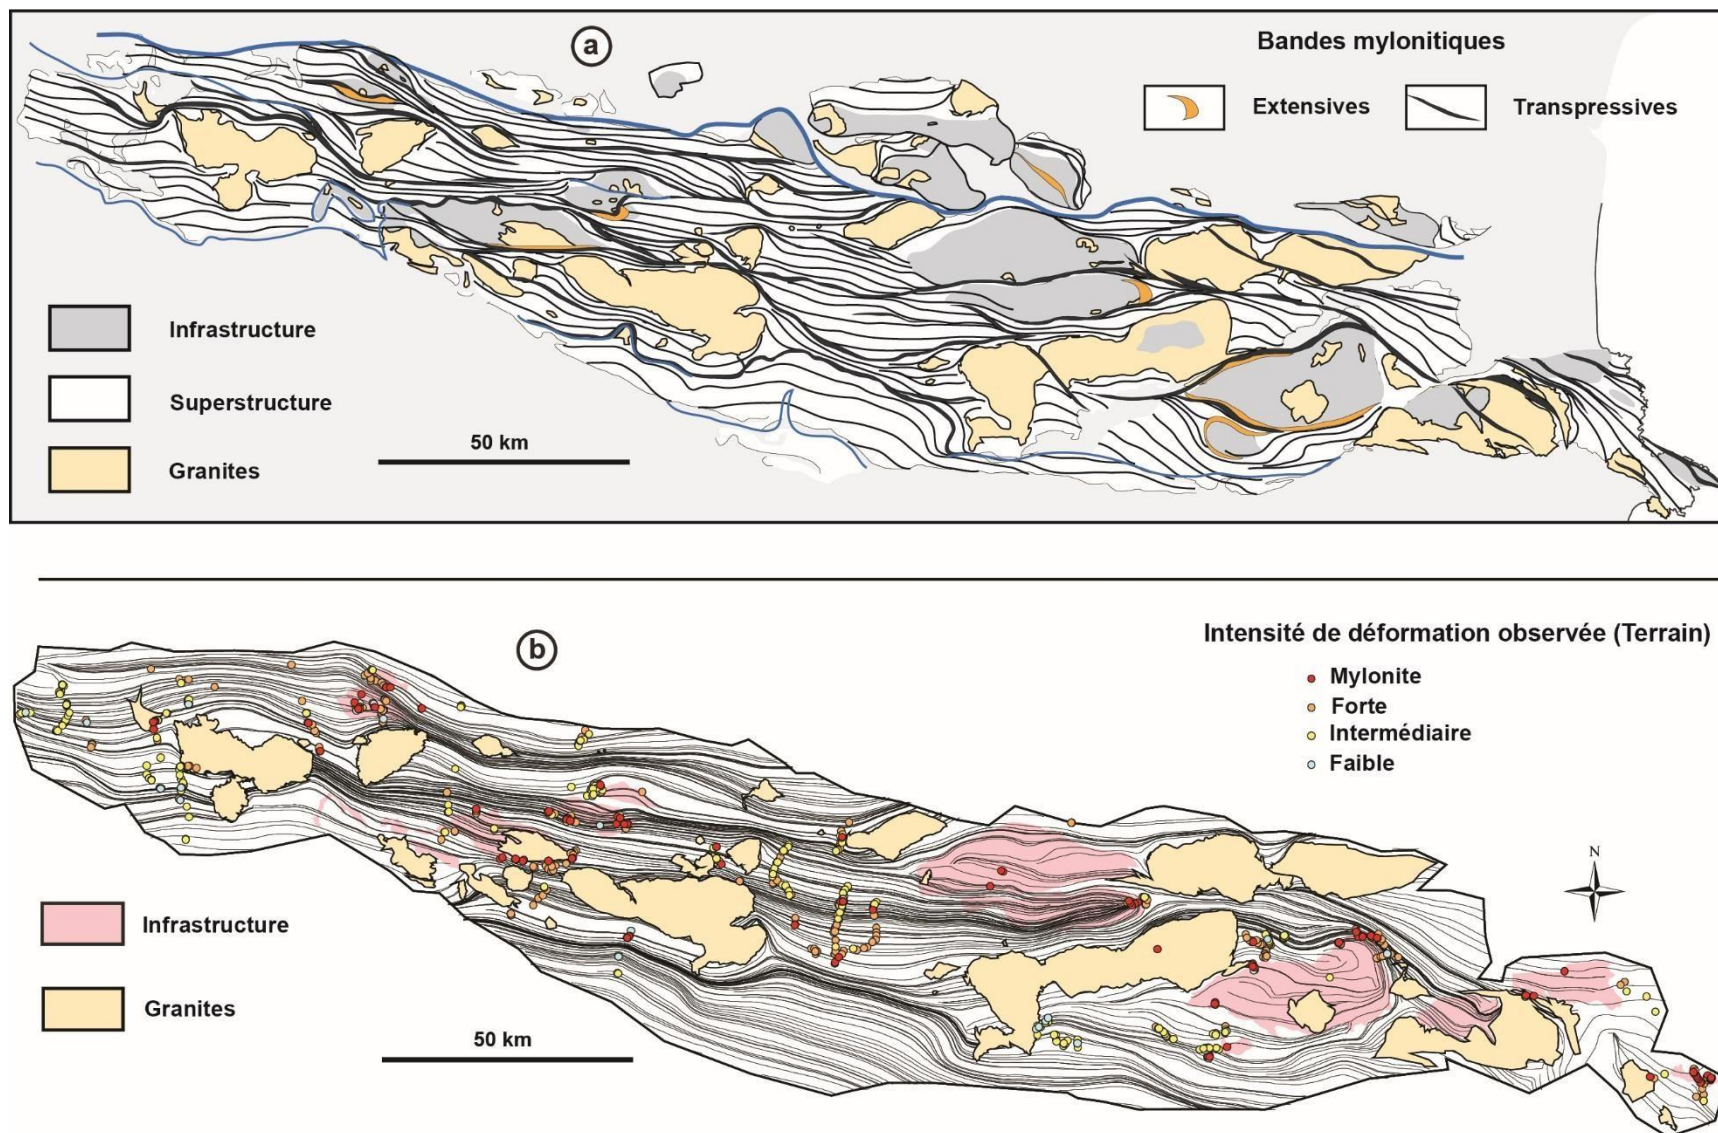 a
Bandes mylonitiques
Extensives
Transpressives
Infrastructure
Superstructure
50 km
Granites
b
Intensité de déformation observée (Terrain)
Mylonite
Forte
Intermédiaire
Faible
N
Infrastructure
Granites
50 km